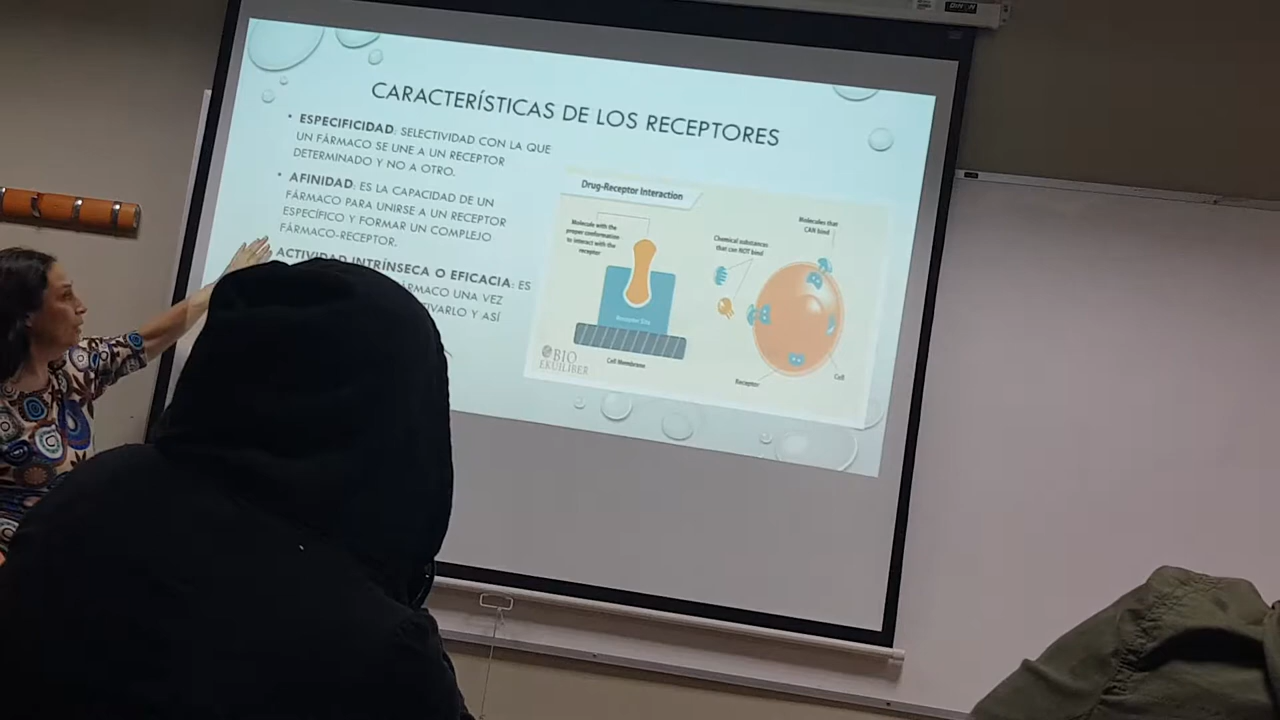 CARACTERÍSTICAS DE LOS RECEPTORES
• ESPECIFICIDAD: SELECTIVIDAD CON LA QUE
UN FÁRMACO SE UNE A UN RECEPTOR
DETERMINADO Y NO A OTRO.
• AFINIDAD: ES LA CAPACIDAD DE UN
FÁRMACO PARA UNIRSE A UN RECEPTOR
ESPECÍFICO Y FORMAR UN COMPLEJO
FÁRMACO-RECEPTOR.
ACTIVIDAD INTRÍNSECA O EFICACIA: ES
UNA VEZ
Y ASÍ
Drug-Receptor Interaction
Molecule with the
proper conformation
to interact with the
receptor
Receptor Site
Cell Membrane
BIO
EKUILIBER
Chemical substances
that can NOT bind
Molecules that
CAN bind
Receptor
Cell